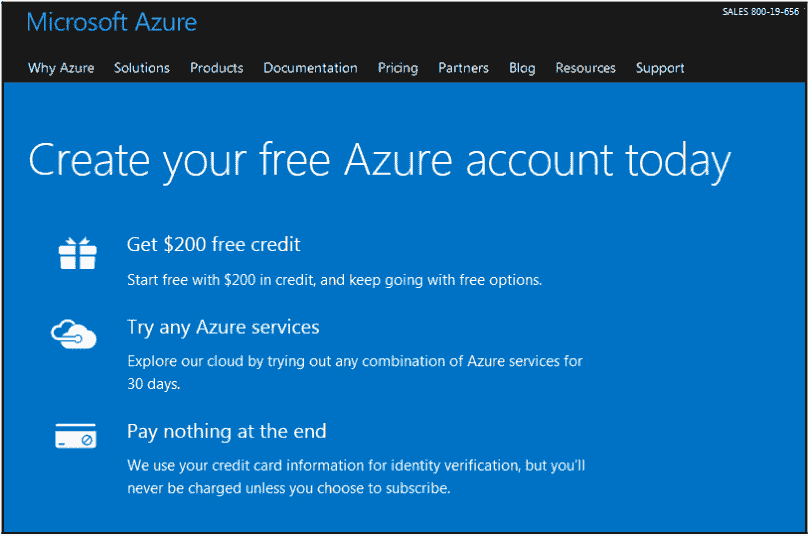 Microsoft Azure
SALES 800-19-656
Why Azure Solutions Products Documentation Pricing Partners Blog Resources Support
Create your free Azure account today
Get $200 free credit
Start free with $200 in credit, and keep going with free options.
Try any Azure services
Explore our cloud by trying out any combination of Azure services for
30 days.
Pay nothing at the end
We use your credit card information for identity verification, but you'll
never be charged unless you choose to subscribe.